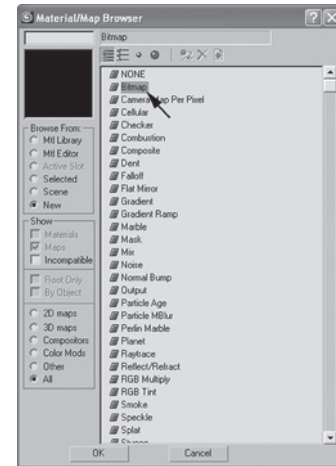 Material/Map Browser
Bitmap
NONE
Bitmap
Camera Map Per Pixel
Cellular
Checker
Combustion
Composite
Dent
Falloff
Flat Mirror
Gradient
Gradient Ramp
Marble
Mask
Mix
Noise
Normal Bump
Output
Particle Age
Particle MBlur
Perlin Marble
Planet
Raytrace
Reflect/Refract
RGB Multiply
RGB Tint
Smoke
Speckle
Splat
Browse From:
Mtl Library
Mtl Editor
Active Slot
Selected
Scene
New
Show
Materials
Maps
Incompatible
Root Only
By Object
2D maps
3D maps
Compositors
Color Mods
Other
All
OK
Cancel